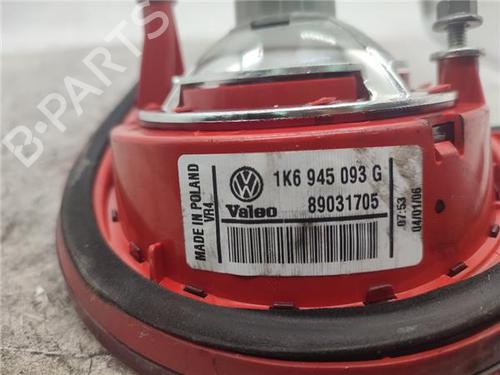 B-PARTS
MADE IN POLAND
VR4
1K6 945 093 G
Valeo
89031705
07:53
04/01/06